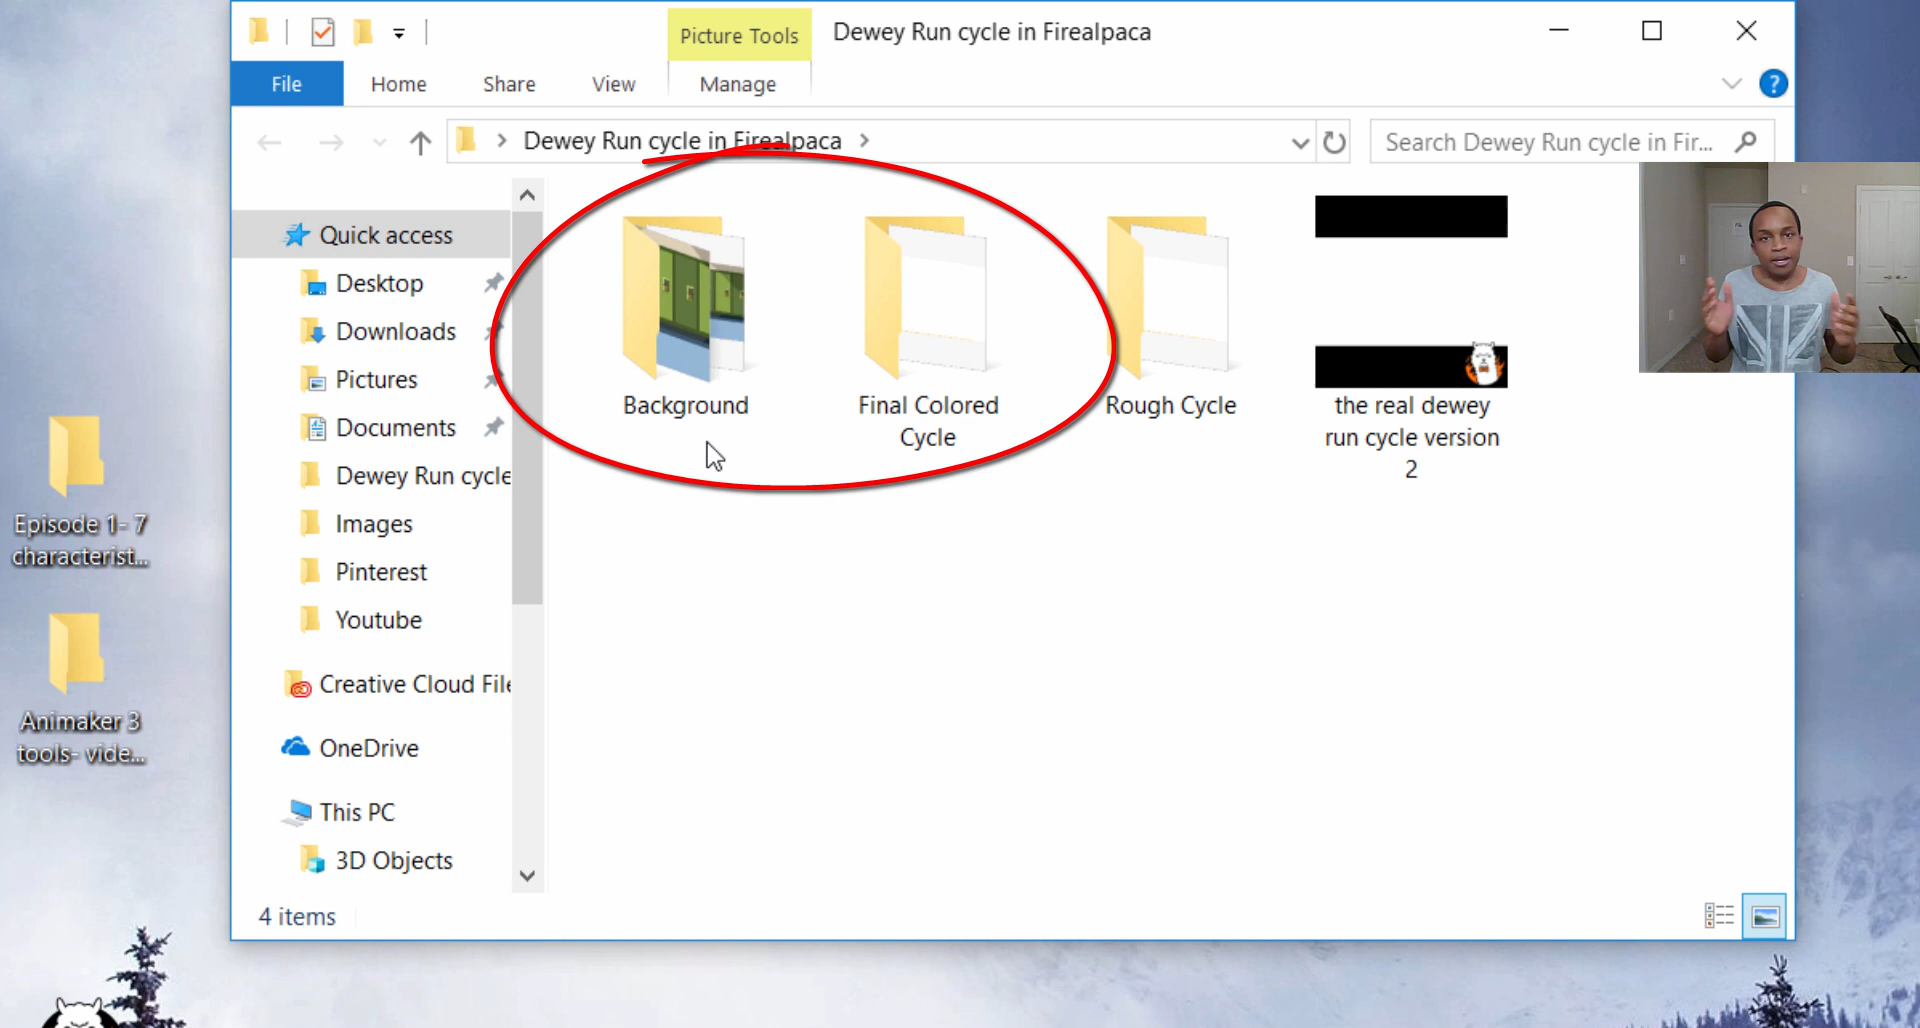 Picture Tools
Dewey Run cycle in Firealpaca
File
Home
Share
View
Manage
?
Dewey Run cycle in Firealpaca
Search Dewey Run cycle in Fir...
Quick access
Desktop
Downloads
Pictures
Documents
Dewey Run cycle
Images
Pinterest
Youtube
Creative Cloud File
OneDrive
This PC
3D Objects
Background
Final Colored
Cycle
Rough Cycle
the real dewey
run cycle version
2
Episode 1- 7
characterist...
Animaker 3
tools- vide...
4 items